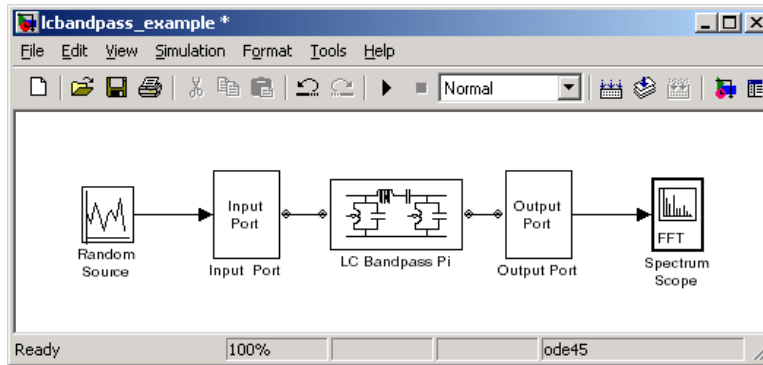 lcbandpass_example *
File Edit View Simulation Format Tools Help
Normal
Input
Port
Output
Port
FFT
Random
Source
Input Port
LC Bandpass Pi
Output Port
Spectrum
Scope
Ready 100% ode45